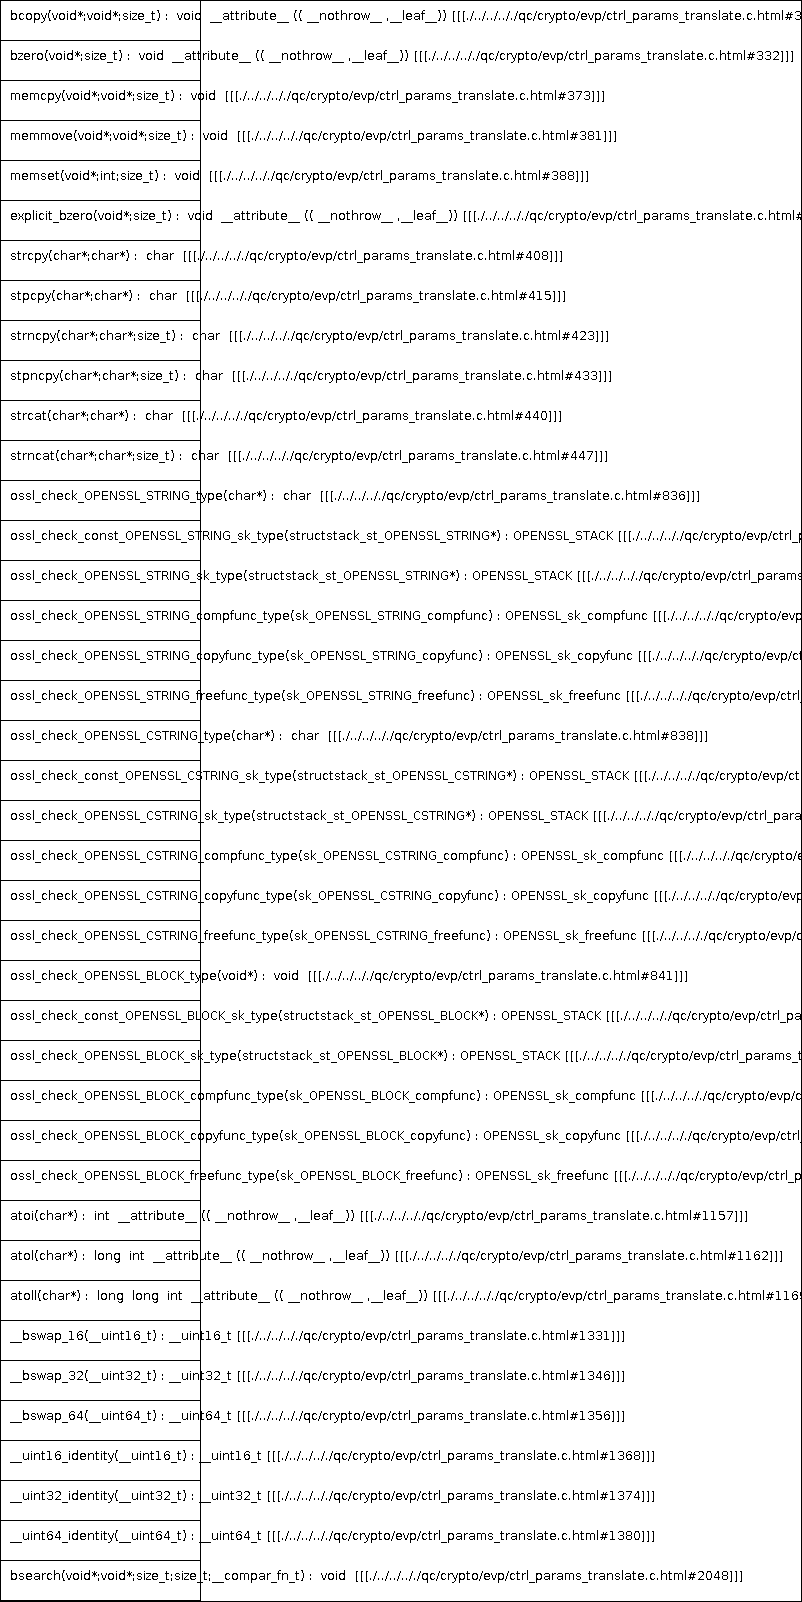 bcopy(void*;void*;size_t) : void __attribute__ (( __nothrow__ ,__leaf__)) [[[./../../../../qc/crypto/evp/ctrl_params_translate.c.html#3
bzero(void*;size_t) : void __attribute__ (( __nothrow__ ,__leaf__)) [[[./../../../../qc/crypto/evp/ctrl_params_translate.c.html#332]]]
memcpy(void*;void*;size_t) : void [[[./../../../../qc/crypto/evp/ctrl_params_translate.c.html#373]]]
memmove(void*;void*;size_t) : void [[[./../../../../qc/crypto/evp/ctrl_params_translate.c.html#381]]]
memset(void*;int;size_t) : void [[[./../../../../qc/crypto/evp/ctrl_params_translate.c.html#388]]]
explicit_bzero(void*;size_t) : void __attribute__ (( __nothrow__ ,__leaf__)) [[[./../../../../qc/crypto/evp/ctrl_params_translate.c.html#
strcpy(char*;char*) : char [[[./../../../../qc/crypto/evp/ctrl_params_translate.c.html#408]]]
stpcpy(char*;char*) : char [[[./../../../../qc/crypto/evp/ctrl_params_translate.c.html#415]]]
strncpy(char*;char*;size_t) : char [[[./../../../../qc/crypto/evp/ctrl_params_translate.c.html#423]]]
stpncpy(char*;char*;size_t) : char [[[./../../../../qc/crypto/evp/ctrl_params_translate.c.html#433]]]
strcat(char*;char*) : char [[[./../../../../qc/crypto/evp/ctrl_params_translate.c.html#440]]]
strncat(char*;char*;size_t) : char [[[./../../../../qc/crypto/evp/ctrl_params_translate.c.html#447]]]
ossl_check_OPENSSL_STRING_type(char*) : char [[[./../../../../qc/crypto/evp/ctrl_params_translate.c.html#836]]]
ossl_check_const_OPENSSL_STRING_sk_type(structstack_st_OPENSSL_STRING*) : OPENSSL_STACK [[[./../../../../qc/crypto/evp/ctrl_p
ossl_check_OPENSSL_STRING_sk_type(structstack_st_OPENSSL_STRING*) : OPENSSL_STACK [[[./../../../../qc/crypto/evp/ctrl_params
ossl_check_OPENSSL_STRING_compfunc_type(sk_OPENSSL_STRING_compfunc) : OPENSSL_sk_compfunc [[[./../../../../qc/crypto/evp
ossl_check_OPENSSL_STRING_copyfunc_type(sk_OPENSSL_STRING_copyfunc) : OPENSSL_sk_copyfunc [[[./../../../../qc/crypto/evp/ct
ossl_check_OPENSSL_STRING_freefunc_type(sk_OPENSSL_STRING_freefunc) : OPENSSL_sk_freefunc [[[./../../../../qc/crypto/evp/ctrl_
ossl_check_OPENSSL_CSTRING_type(char*) : char [[[./../../../../qc/crypto/evp/ctrl_params_translate.c.html#838]]]
ossl_check_const_OPENSSL_CSTRING_sk_type(structstack_st_OPENSSL_CSTRING*) : OPENSSL_STACK [[[./../../../../qc/crypto/evp/ct
ossl_check_OPENSSL_CSTRING_sk_type(structstack_st_OPENSSL_CSTRING*) : OPENSSL_STACK [[[./../../../../qc/crypto/evp/ctrl_para
ossl_check_OPENSSL_CSTRING_compfunc_type(sk_OPENSSL_CSTRING_compfunc) : OPENSSL_sk_compfunc [[[./../../../../qc/crypto/e
ossl_check_OPENSSL_CSTRING_copyfunc_type(sk_OPENSSL_CSTRING_copyfunc) : OPENSSL_sk_copyfunc [[[./../../../../qc/crypto/evp
ossl_check_OPENSSL_CSTRING_freefunc_type(sk_OPENSSL_CSTRING_freefunc) : OPENSSL_sk_freefunc [[[./../../../../qc/crypto/evp/c
ossl_check_OPENSSL_BLOCK_type(void*) : void [[[./../../../../qc/crypto/evp/ctrl_params_translate.c.html#841]]]
ossl_check_const_OPENSSL_BLOCK_sk_type(structstack_st_OPENSSL_BLOCK*) : OPENSSL_STACK [[[./../../../../qc/crypto/evp/ctrl_pa
ossl_check_OPENSSL_BLOCK_sk_type(structstack_st_OPENSSL_BLOCK*) : OPENSSL_STACK [[[./../../../../qc/crypto/evp/ctrl_params_t
ossl_check_OPENSSL_BLOCK_compfunc_type(sk_OPENSSL_BLOCK_compfunc) : OPENSSL_sk_compfunc [[[./../../../../qc/crypto/evp/c
ossl_check_OPENSSL_BLOCK_copyfunc_type(sk_OPENSSL_BLOCK_copyfunc) : OPENSSL_sk_copyfunc [[[./../../../../qc/crypto/evp/ctrl_
ossl_check_OPENSSL_BLOCK_freefunc_type(sk_OPENSSL_BLOCK_freefunc) : OPENSSL_sk_freefunc [[[./../../../../qc/crypto/evp/ctrl_p
atoi(char*) : int __attribute__ (( __nothrow__ ,__leaf__)) [[[./../../../../qc/crypto/evp/ctrl_params_translate.c.html#1157]]]
atol(char*) : long int __attribute__ (( __nothrow__ ,__leaf__)) [[[./../../../../qc/crypto/evp/ctrl_params_translate.c.html#1162]]]
atoll(char*) : long long int __attribute__ (( __nothrow__ ,__leaf__)) [[[./../../../../qc/crypto/evp/ctrl_params_translate.c.html#1169
__bswap_16(__uint16_t) : __uint16_t [[[./../../../../qc/crypto/evp/ctrl_params_translate.c.html#1331]]]
__bswap_32(__uint32_t) : __uint32_t [[[./../../../../qc/crypto/evp/ctrl_params_translate.c.html#1346]]]
__bswap_64(__uint64_t) : __uint64_t [[[./../../../../qc/crypto/evp/ctrl_params_translate.c.html#1356]]]
__uint16_identity(__uint16_t) : __uint16_t [[[./../../../../qc/crypto/evp/ctrl_params_translate.c.html#1368]]]
__uint32_identity(__uint32_t) : __uint32_t [[[./../../../../qc/crypto/evp/ctrl_params_translate.c.html#1374]]]
__uint64_identity(__uint64_t) : __uint64_t [[[./../../../../qc/crypto/evp/ctrl_params_translate.c.html#1380]]]
bsearch(void*;void*;size_t;size_t;__compar_fn_t) : void [[[./../../../../qc/crypto/evp/ctrl_params_translate.c.html#2048]]]